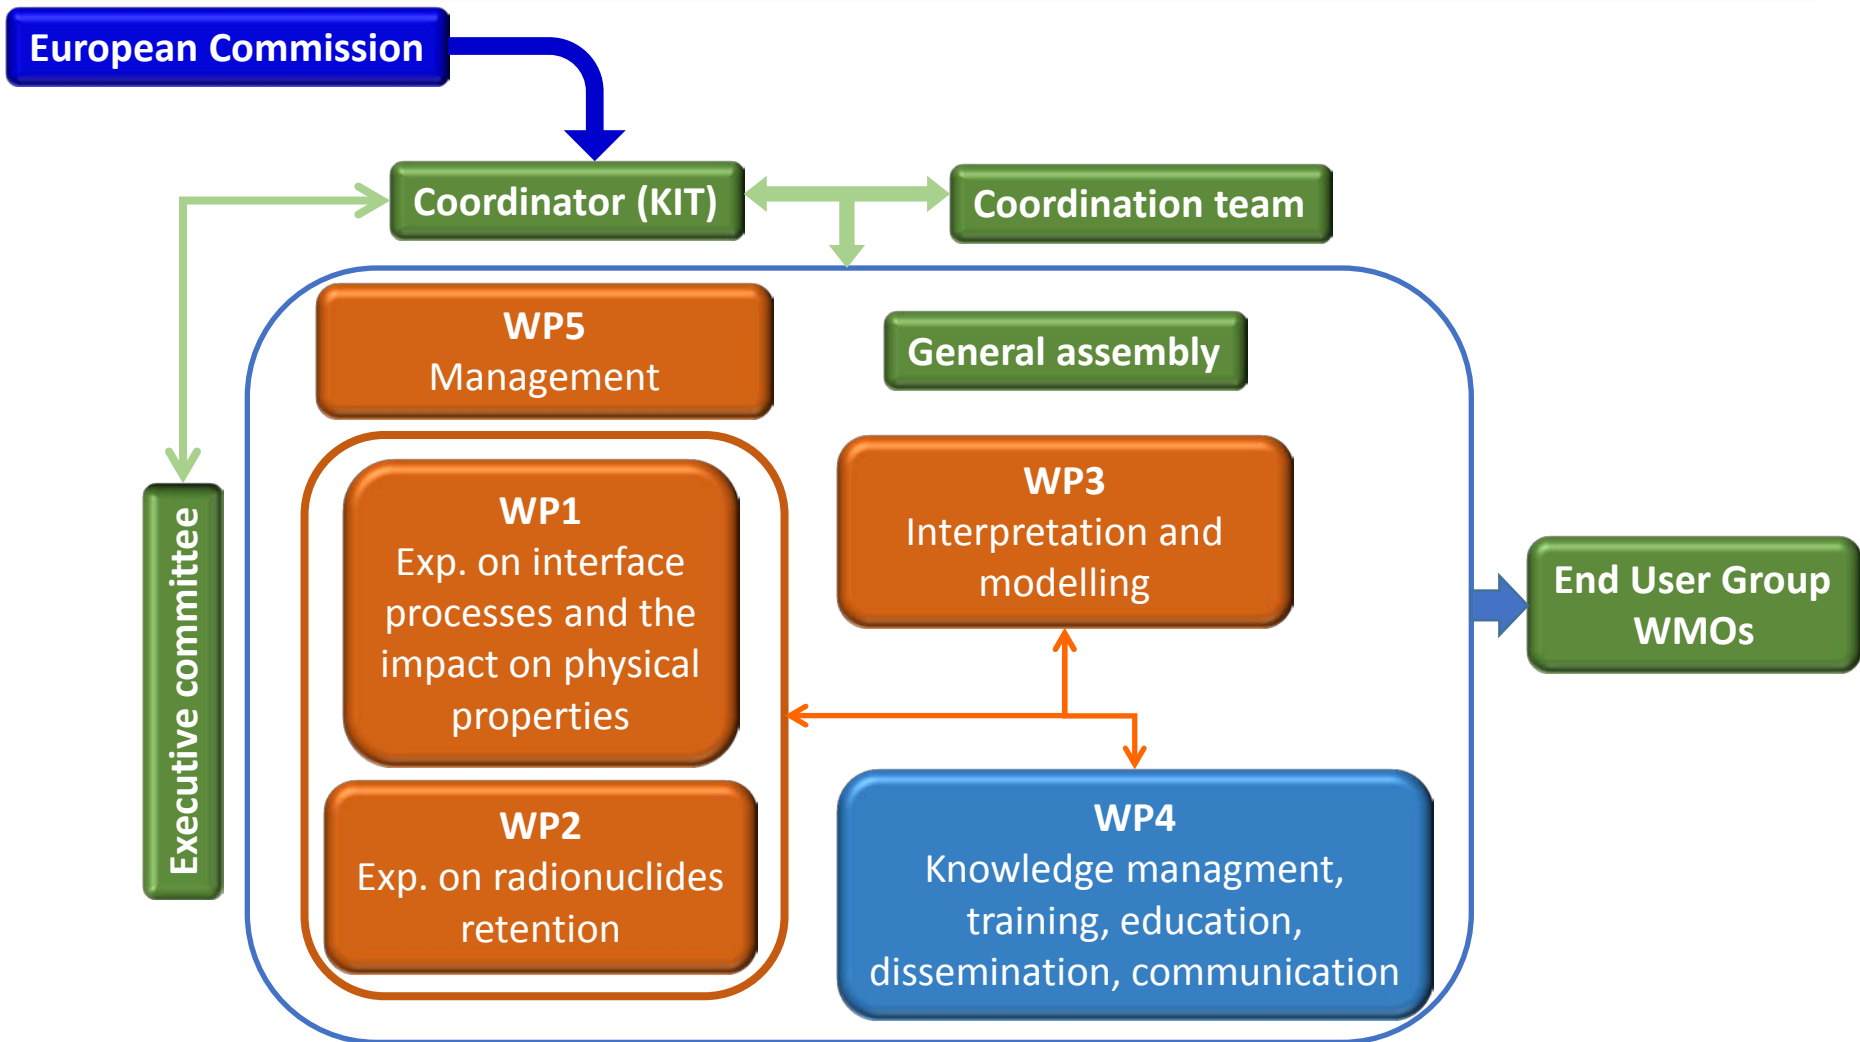 European Commission
Coordinator (KIT)
Coordination team
WP5
Management
General assembly
Executive committee
WP1
Exp. on interface
processes and the
impact on physical
properties
WP2
Exp. on radionuclides
retention
WP3
Interpretation and
modelling
WP4
Knowledge managment,
training, education,
dissemination, communication
End User Group
WMOs